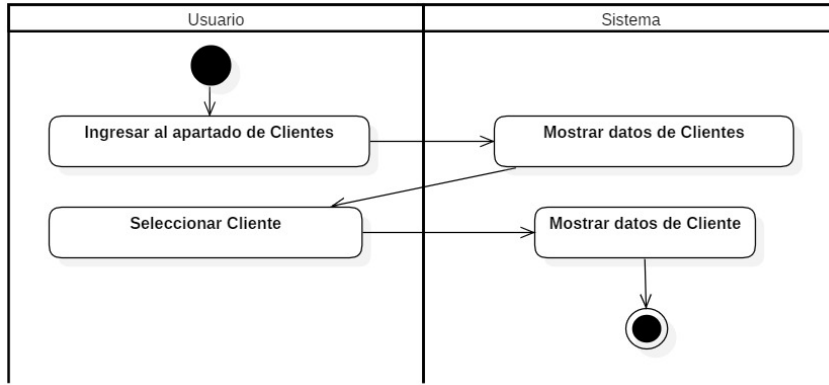 Usuario
Sistema
Ingresar al apartado de Clientes
Mostrar datos de Clientes
Seleccionar Cliente
Mostrar datos de Cliente